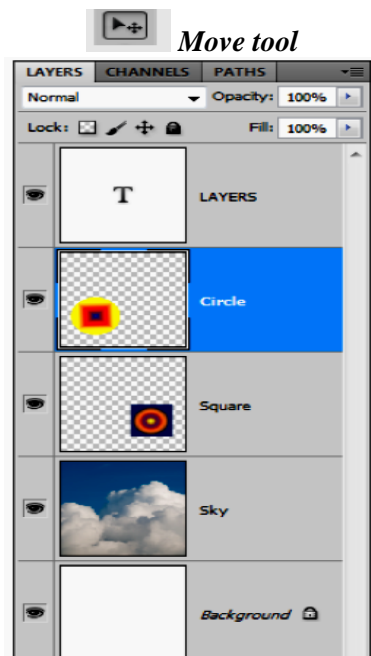 Move tool
LAYERS CHANNELS PATHS
Normal Opacity: 100%
Lock: Fill: 100%
T LAYERS
Circle
Square
Sky
Background